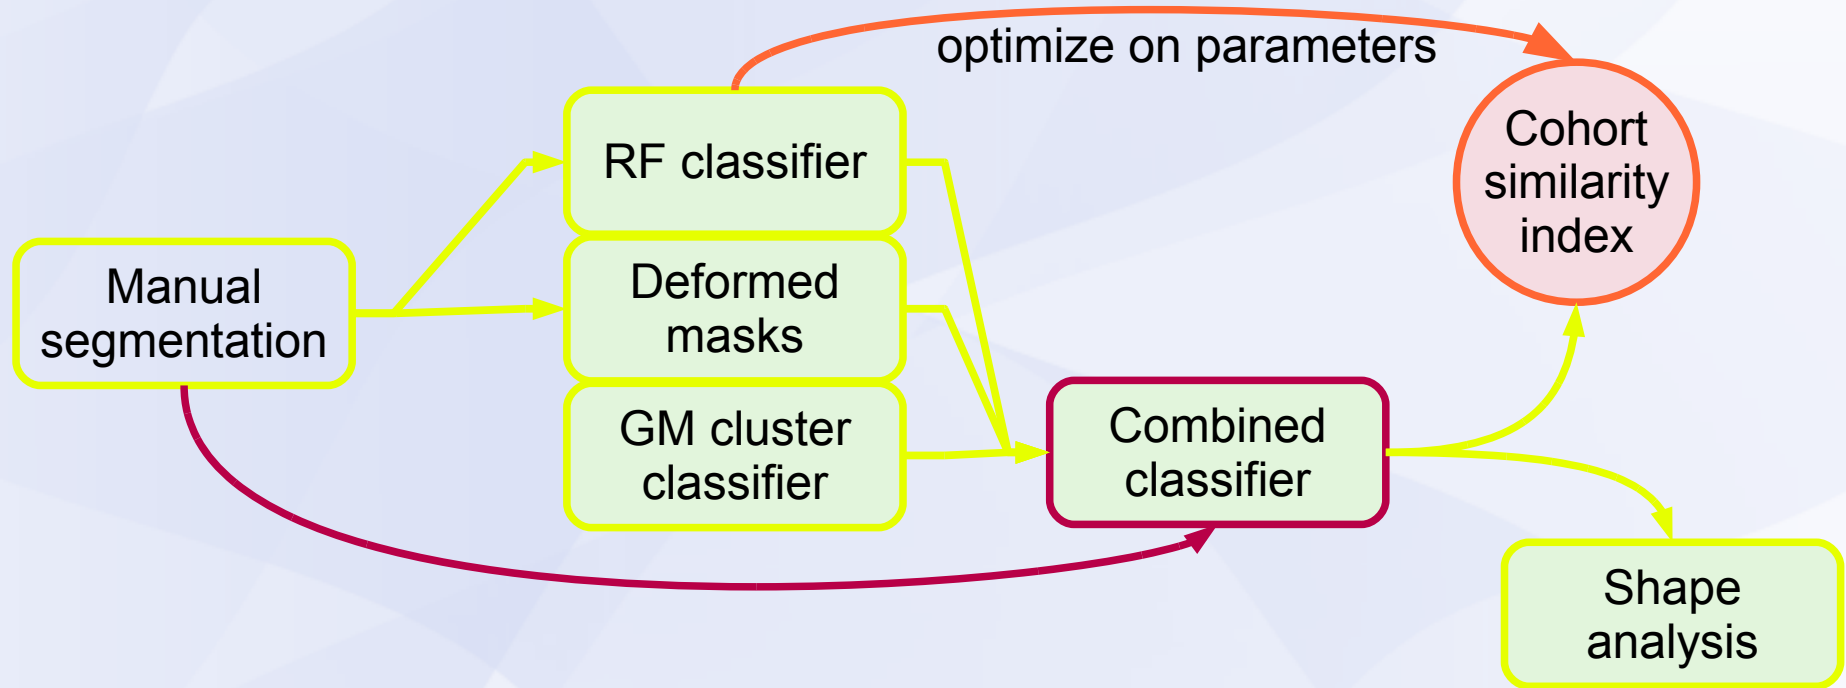 optimize on parameters
RF classifier
Cohort
similarity
index
Manual
segmentation
Deformed
masks
GM cluster
classifier
Combined
classifier
Shape
analysis